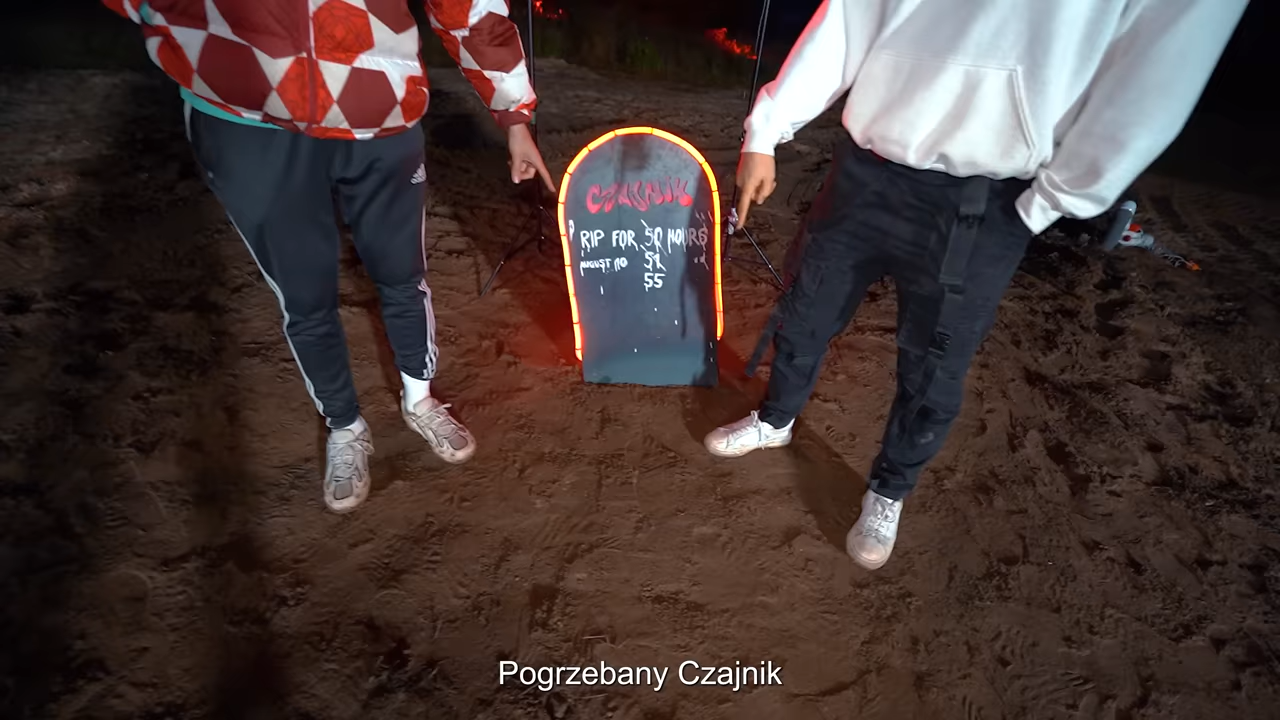 CZAJNIK
RIP FOR 50 HOURS
AUGUST 10 51
55
Pogrzebany Czajnik